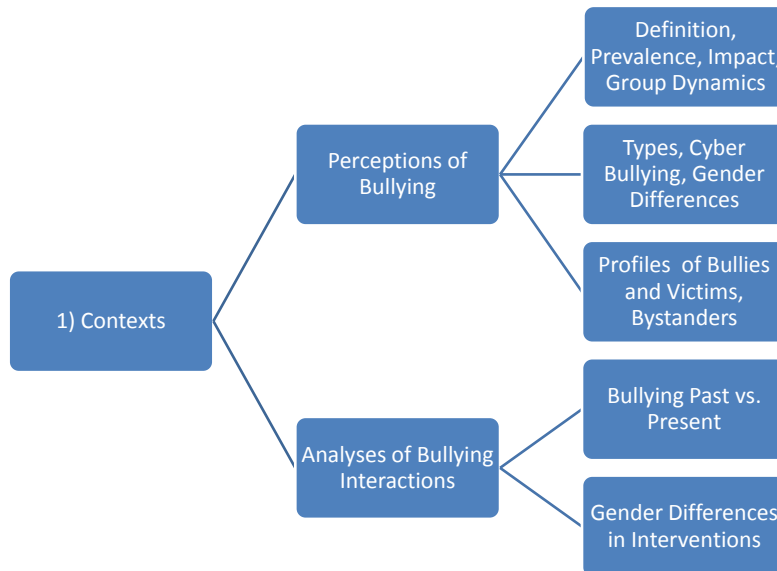 1) Contexts
Perceptions of
Bullying
Definition,
Prevalence, Impact,
Group Dynamics
Types, Cyber
Bullying, Gender
Differences
Profiles of Bullies
and Victims,
Bystanders
Analyses of Bullying
Interactions
Bullying Past vs.
Present
Gender Differences
in Interventions